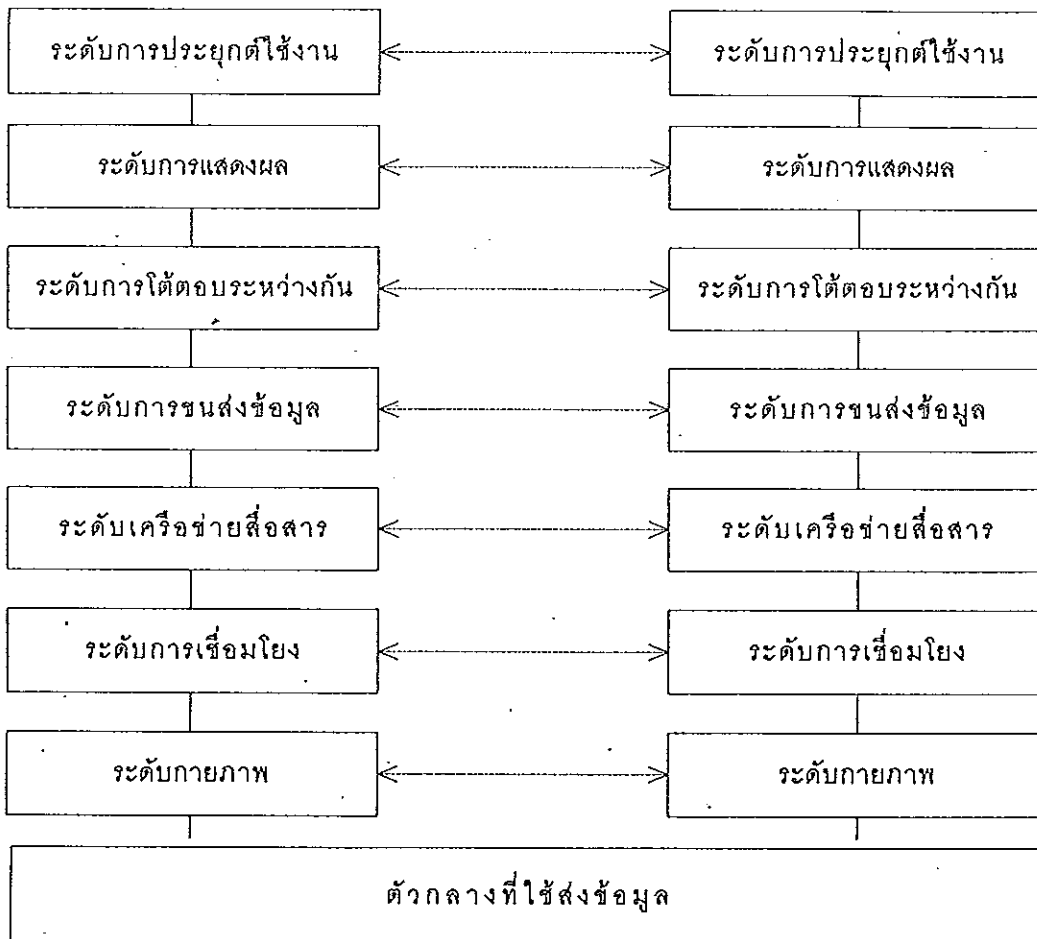 ระดับการประยุกต์ใช้งาน
ระดับการประยุกต์ใช้งาน
ระดับการแสดงผล
ระดับการแสดงผล
ระดับการโต้ตอบระหว่างกัน
ระดับการโต้ตอบระหว่างกัน
ระดับการขนส่งข้อมูล
ระดับการขนส่งข้อมูล
ระดับเครือข่ายสื่อสาร
ระดับเครือข่ายสื่อสาร
ระดับการเชื่อมโยง
ระดับการเชื่อมโยง
ระดับกายภาพ
ระดับกายภาพ
ตัวกลางที่ใช้ส่งข้อมูล